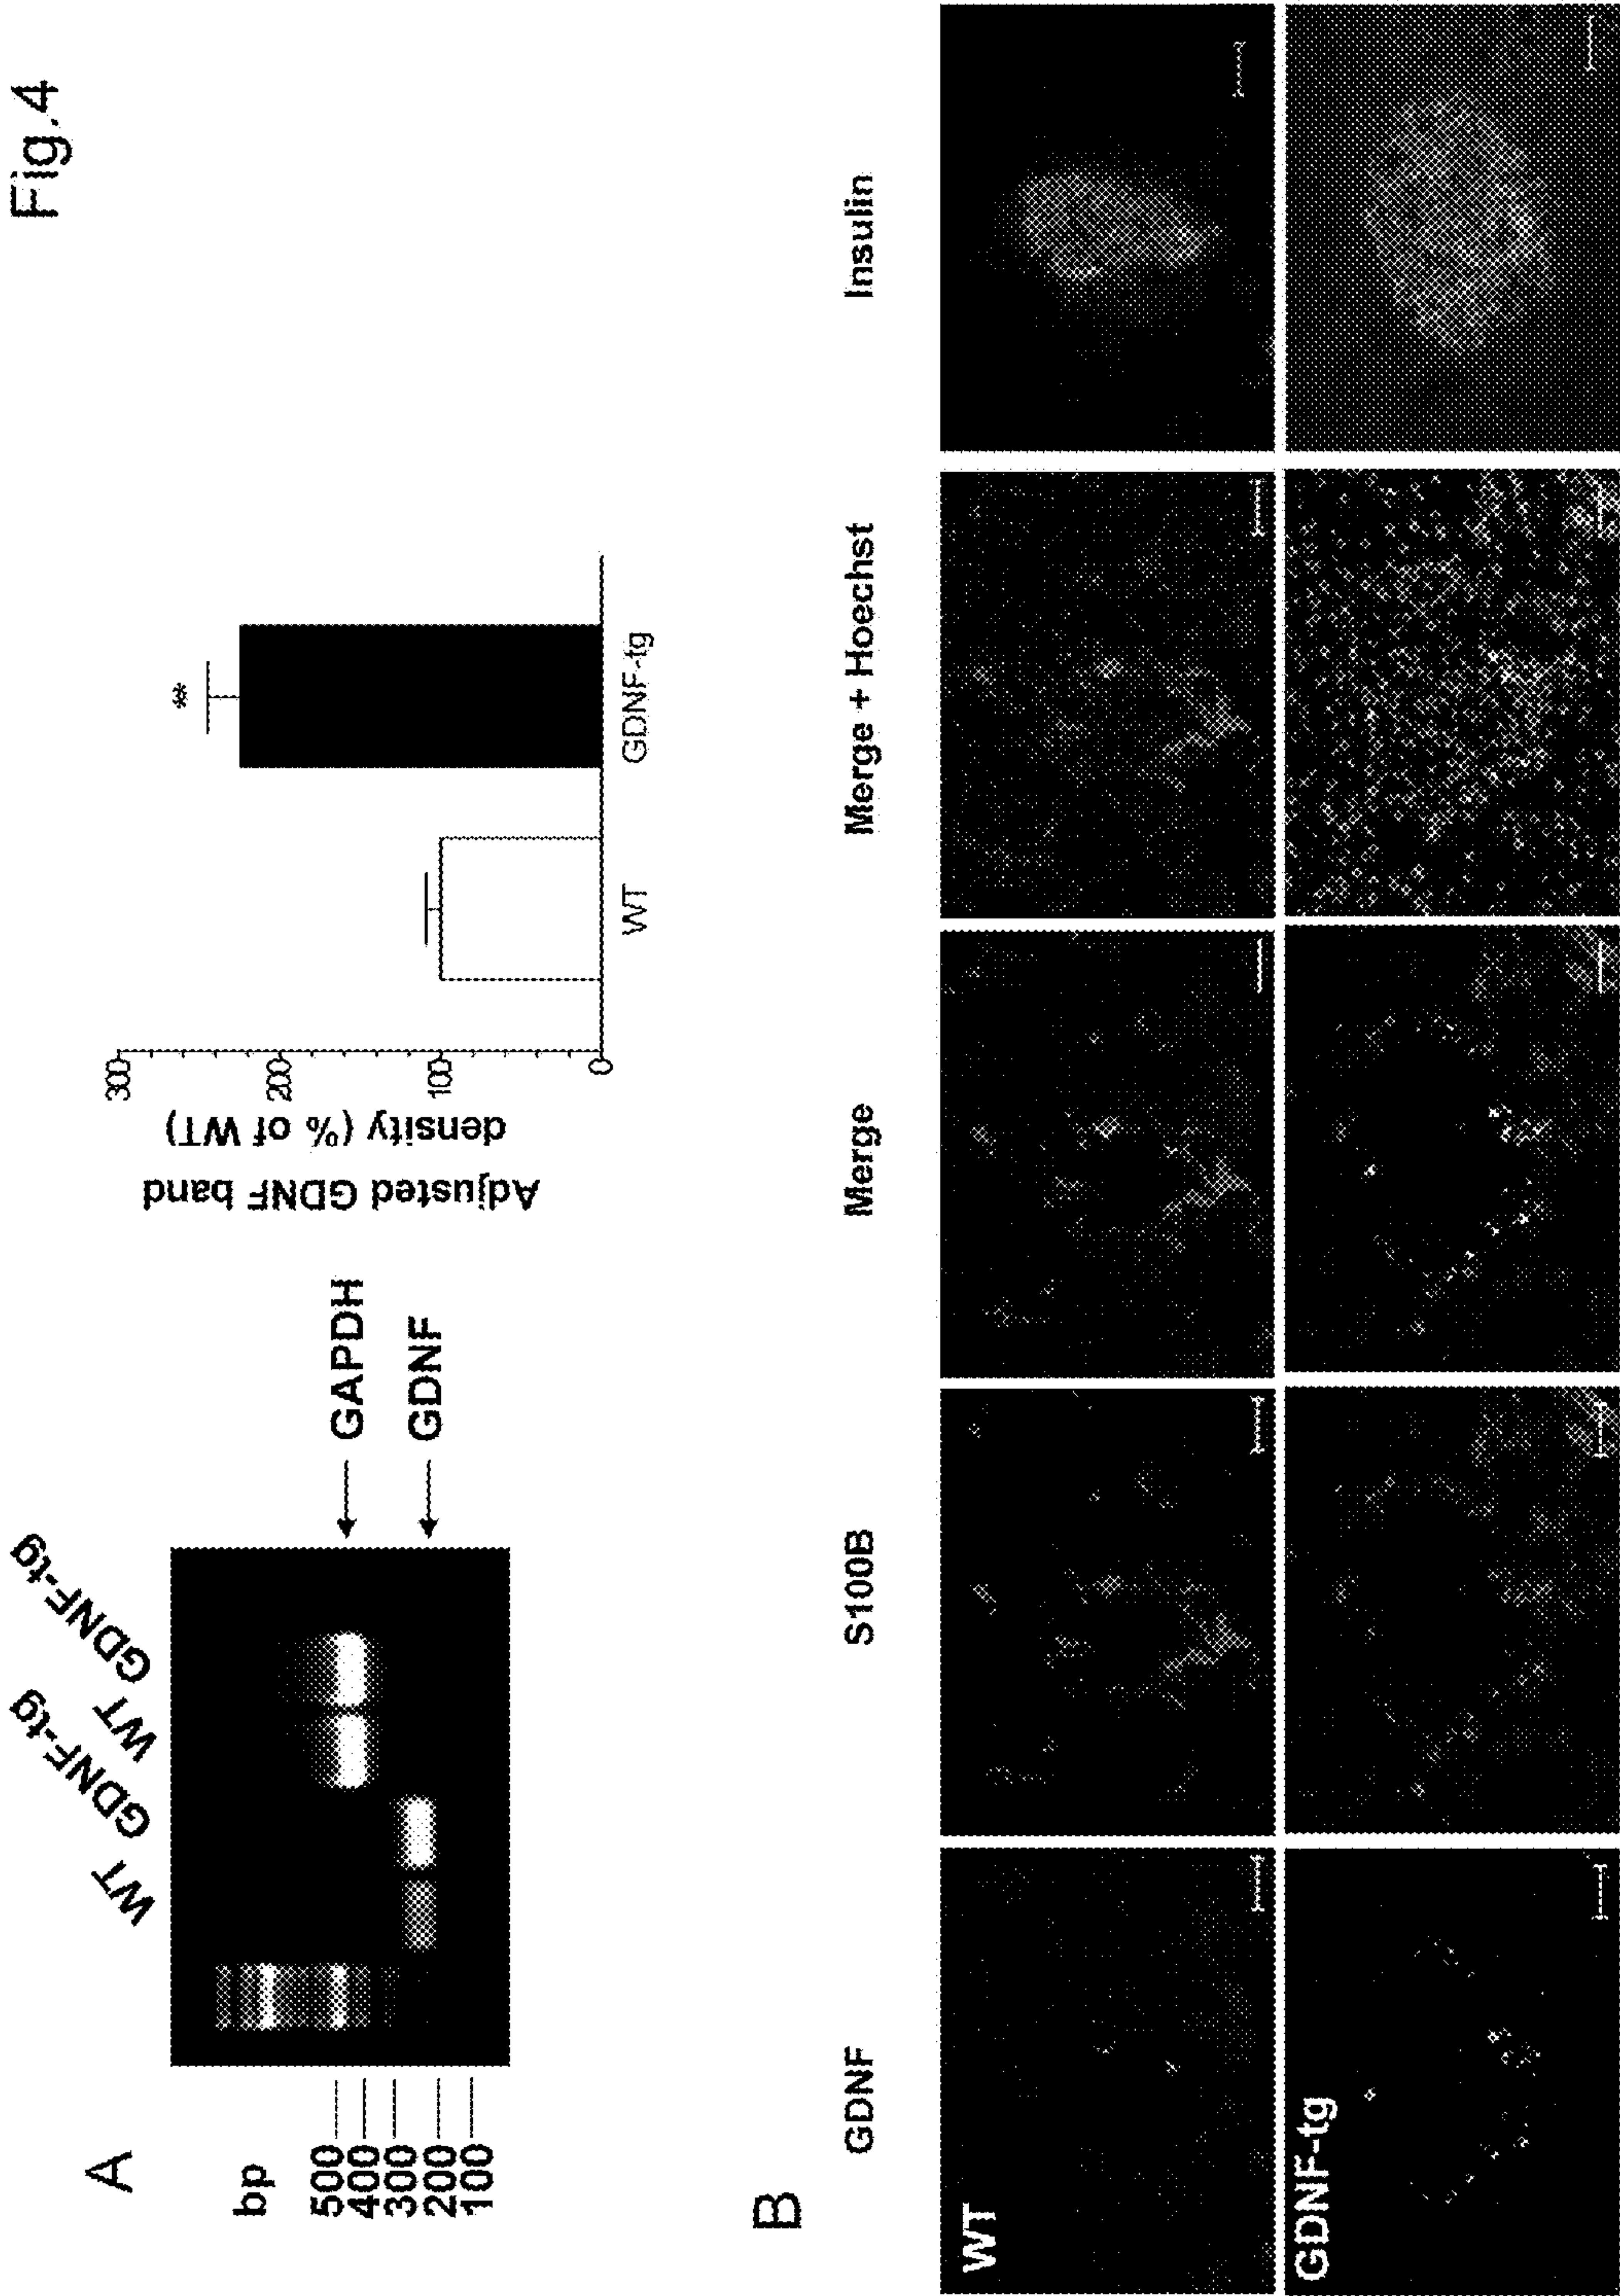 Fig.4
A
WT GDNF-tg WT GDNF-tg
bp
500
400
300
200
100
GAPDH
GDNF
Adjusted GDNF band
density (% of WT)
300
200
100
0
**
WT
GDNF-tg
B
GDNF
S100B
Merge
Merge + Hoechst
Insulin
WT
GDNF-tg